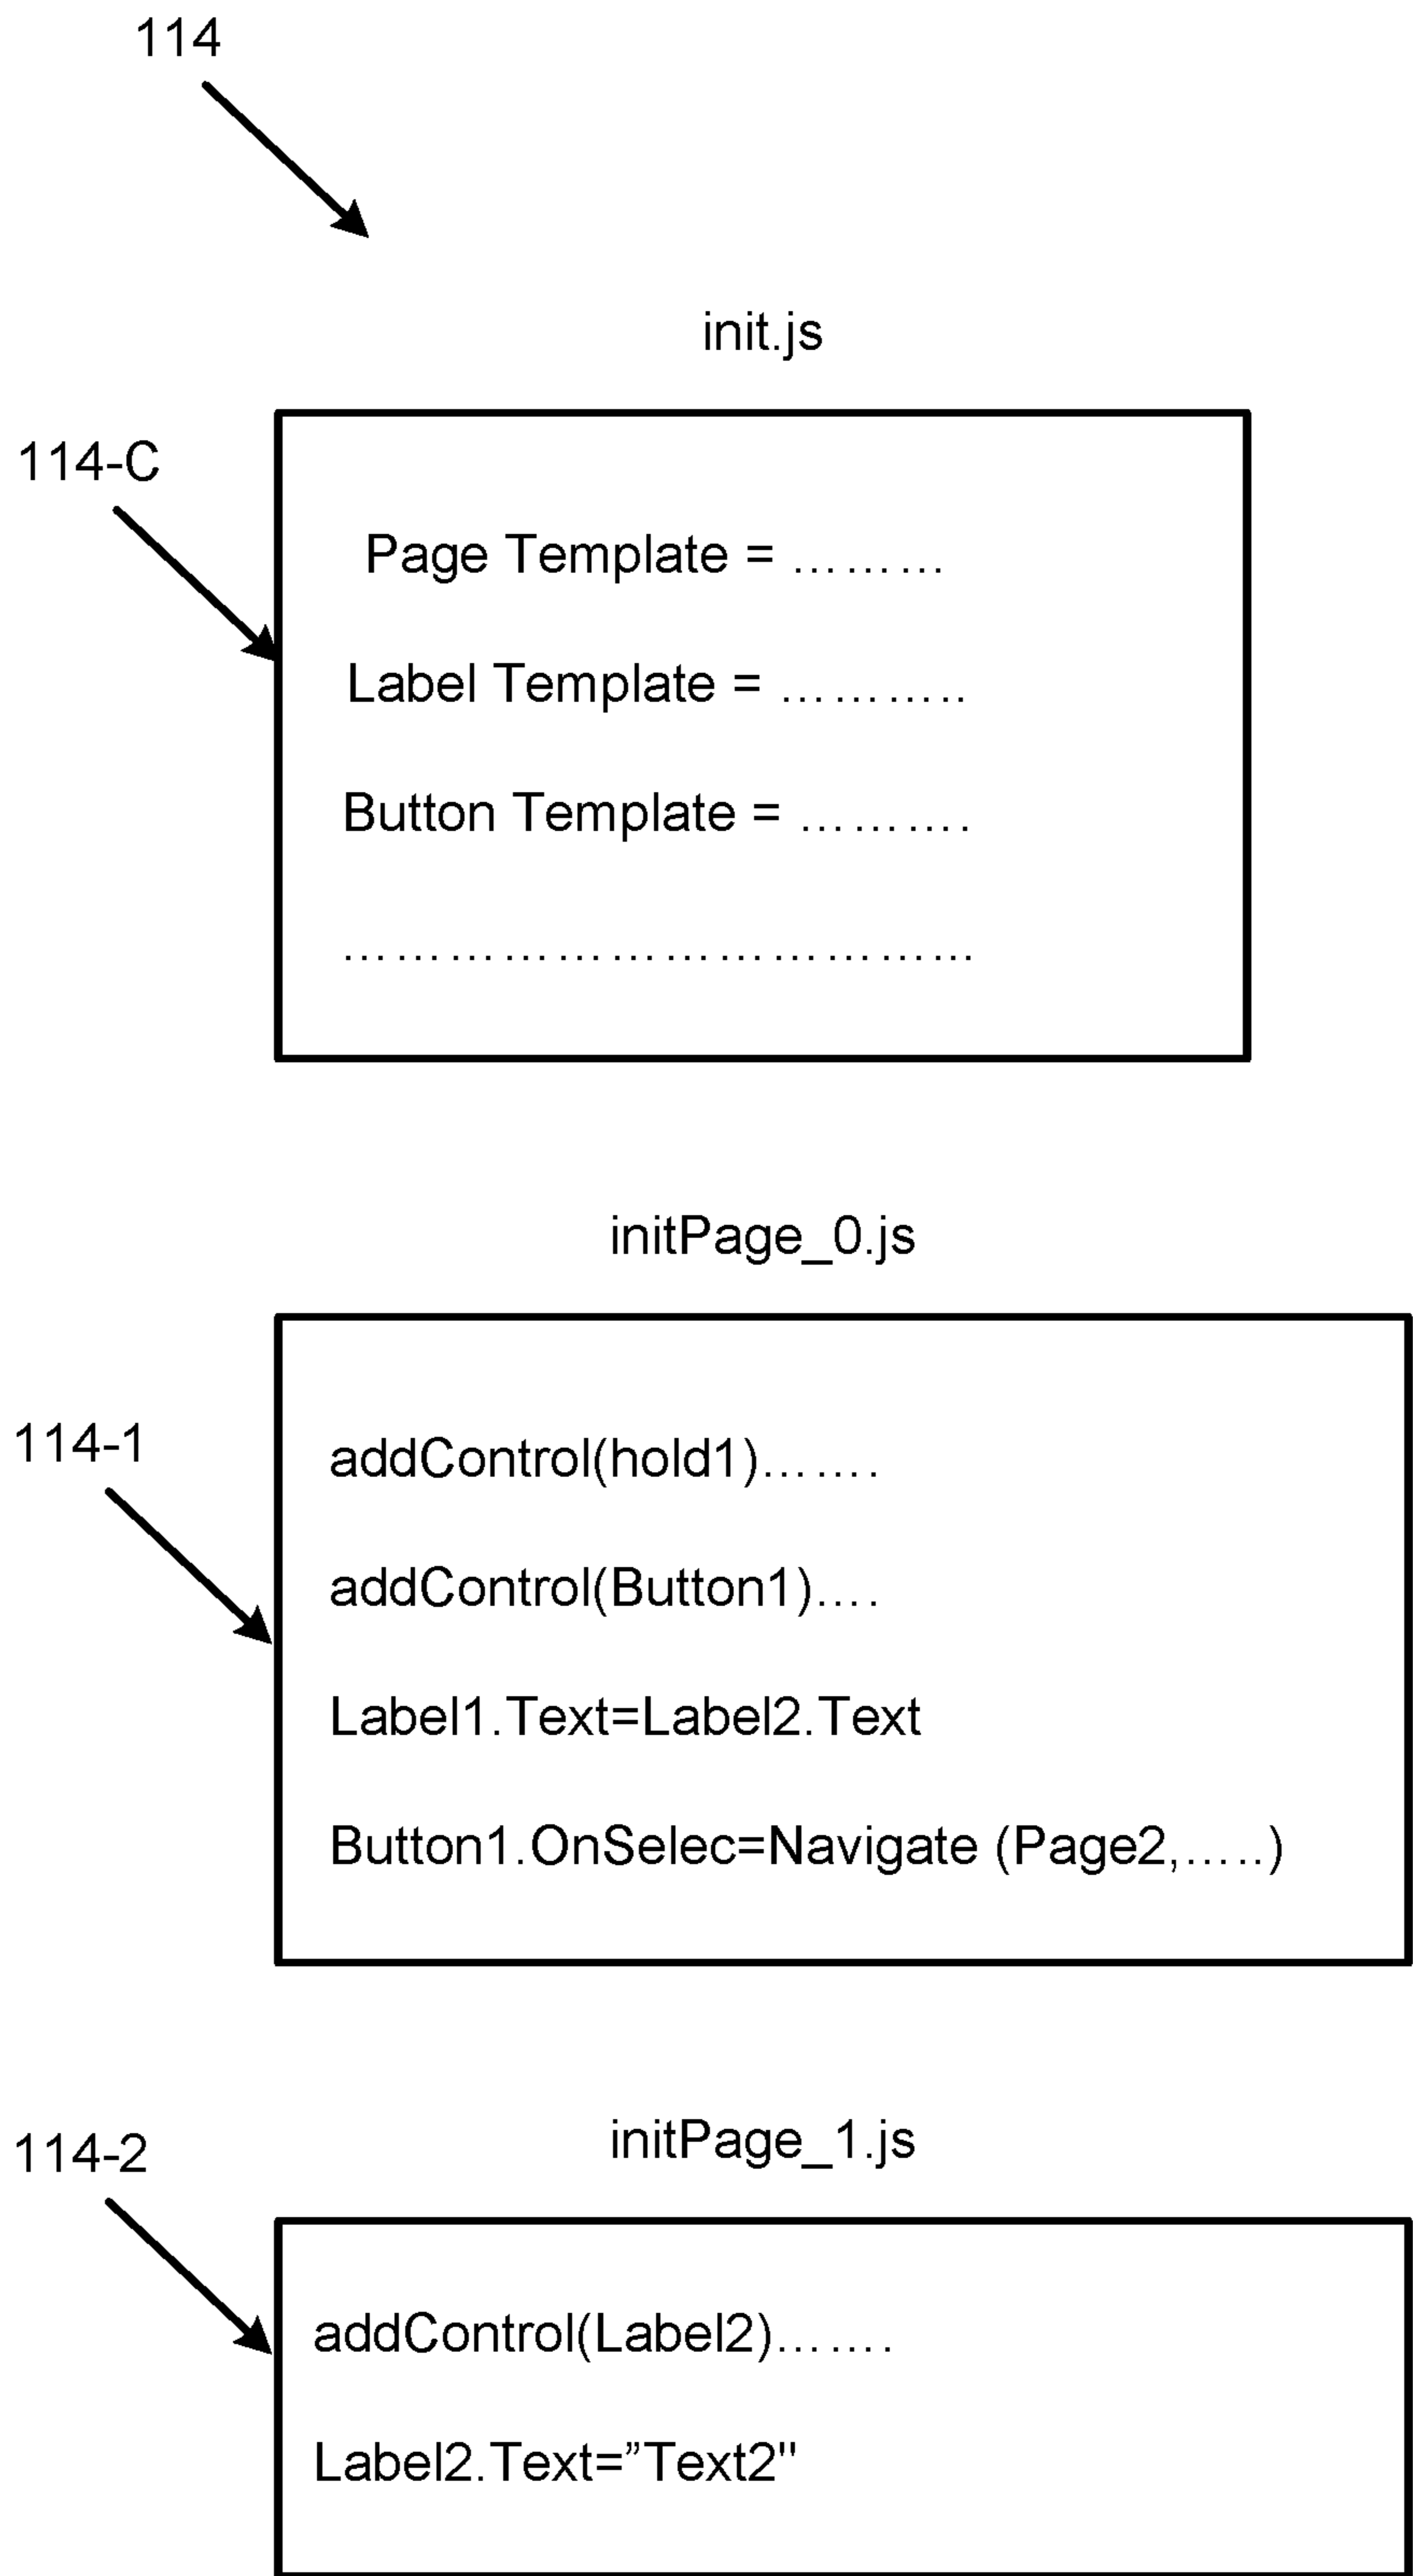 114
init.js
114-C
Page Template = .........
Label Template = ...........
Button Template = ..........
...................................
initPage_0.js
114-1
addControl(hold1).......
addControl(Button1)....
Label1.Text=Label2.Text
Button1.OnSelec=Navigate (Page2,.....)
initPage_1.js
114-2
addControl(Label2).......
Label2.Text=”Text2"